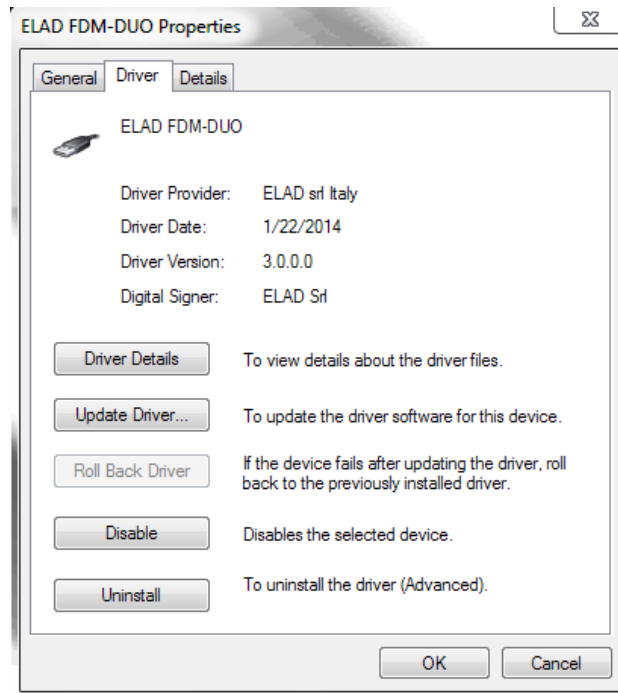 ELAD FDM-DUO Properties
General Driver Details
ELAD FDM-DUO
Driver Provider: ELAD srl Italy
Driver Date: 1/22/2014
Driver Version: 3.0.0.0
Digital Signer: ELAD Srl
Driver Details To view details about the driver files.
Update Driver... To update the driver software for this device.
Roll Back Driver If the device fails after updating the driver, roll
back to the previously installed driver.
Disable Disables the selected device.
Uninstall To uninstall the driver (Advanced).
OK Cancel